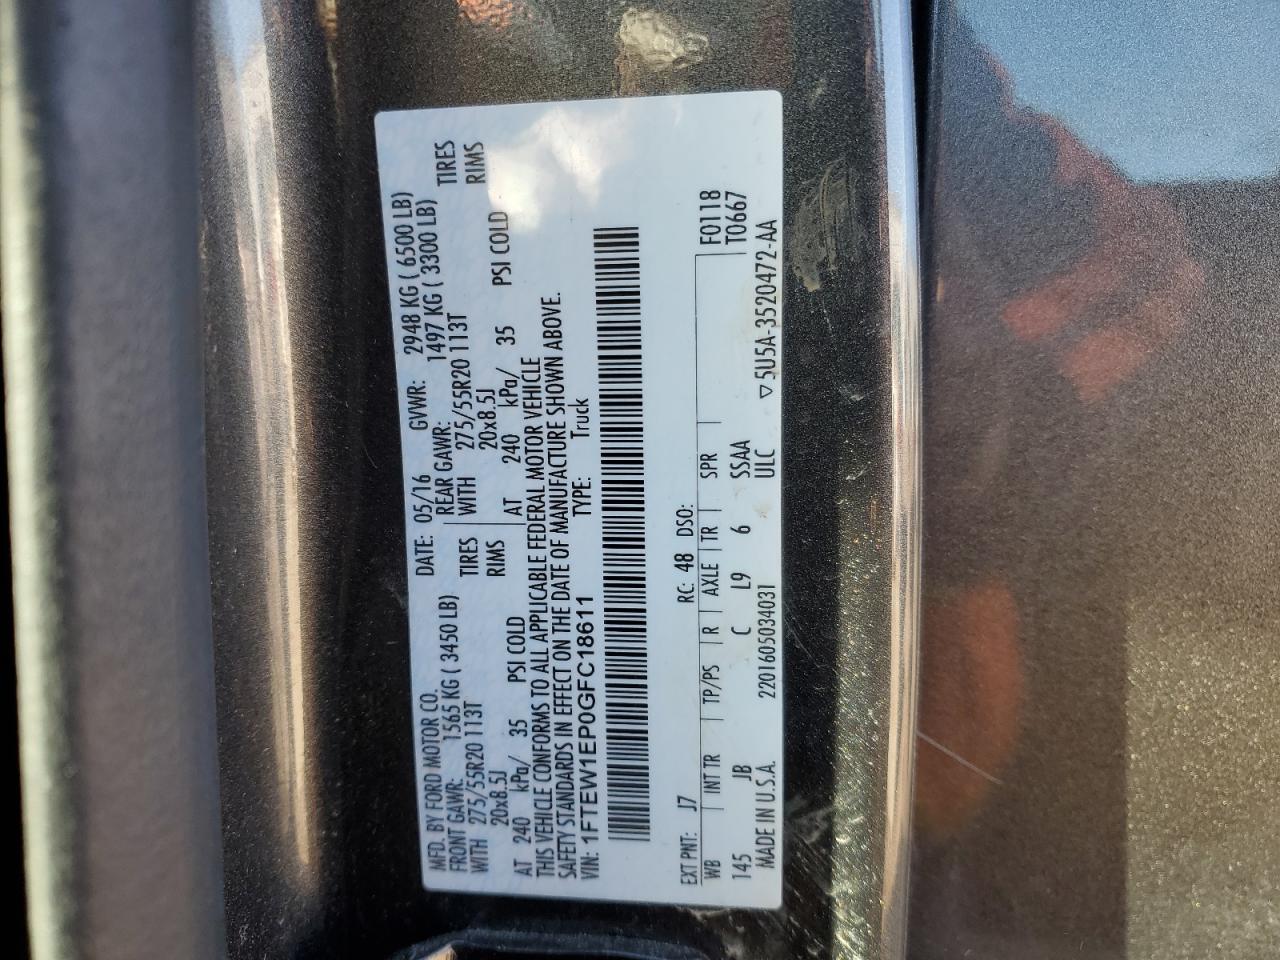 MFD. BY FORD MOTOR CO.
DATE: 05/16 GVWR: 2948 KG ( 6500 LB)
FRONT GAWR: 1565 KG ( 3450 LB) REAR GAWR: 1497 KG ( 3300 LB)
WITH 275/55R20 113T TIRES WITH 275/55R20 113T TIRES
20x8.5J RIMS 20x8.5J RIMS
AT 240 kPa/ 35 PSI COLD AT 240 kPa/ 35 PSI COLD
THIS VEHICLE CONFORMS TO ALL APPLICABLE FEDERAL MOTOR VEHICLE
SAFETY STANDARDS IN EFFECT ON THE DATE OF MANUFACTURE SHOWN ABOVE.
VIN: 1FTEW1EP0GFC18611 TYPE: Truck
EXT PNT: J7 RC: 48 DSO:
WB INT TR TP/PS R AXLE TR SPR F0118
145 JB C L9 6 SSAA T0667
MADE IN U.S.A. 2201605034031 ULC ▽5U5A-3520472-AA